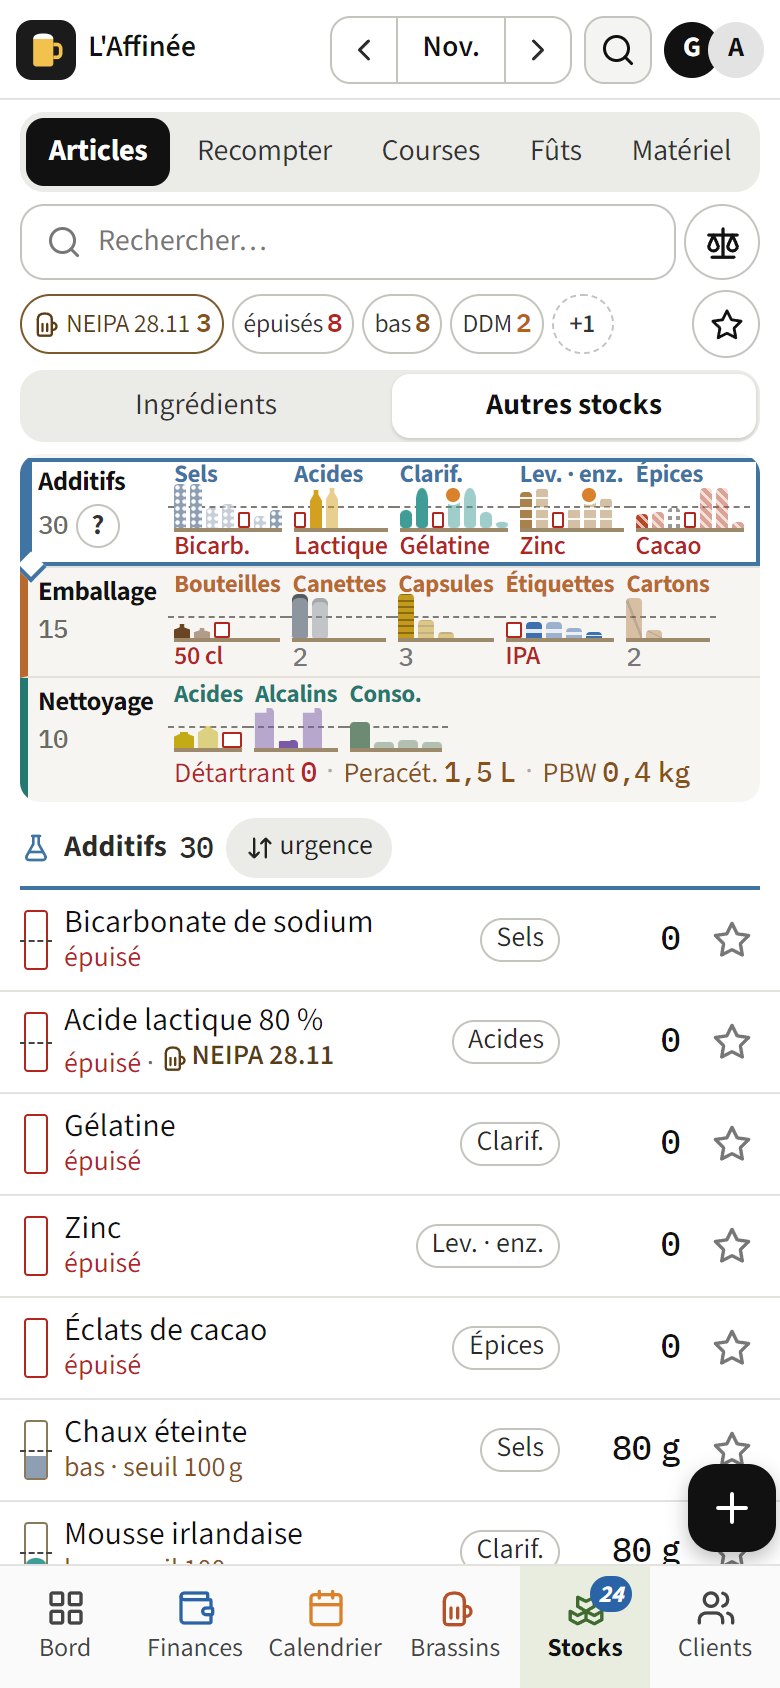 L'Affinée
Nov.
G A
Articles Recompter Courses Fûts Matériel
Rechercher...
NEIPA 28.11 3 épuisés 8 bas 8 DDM 2 +1
Ingrédients Autres stocks
Additifs 30 ?
Sels Acides Clarif. Lev. · enz. Épices
Bicarb. Lactique Gélatine Zinc Cacao
Emballage 15
Bouteilles Canettes Capsules Étiquettes Cartons
50 cl 2 3 IPA 2
Nettoyage 10
Acides Alcalins Conso.
Détartrant 0 · Peracét. 1,5 L · PBW 0,4 kg
Additifs 30 urgence
Bicarbonate de sodium
épuisé
Sels 0
Acide lactique 80 %
épuisé · NEIPA 28.11
Acides 0
Gélatine
épuisé
Clarif. 0
Zinc
épuisé
Lev. · enz. 0
Éclats de cacao
épuisé
Épices 0
Chaux éteinte
bas · seuil 100 g
Sels 80 g
Mousse irlandaise
Clarif. 80 g
24
Bord Finances Calendrier Brassins Stocks Clients